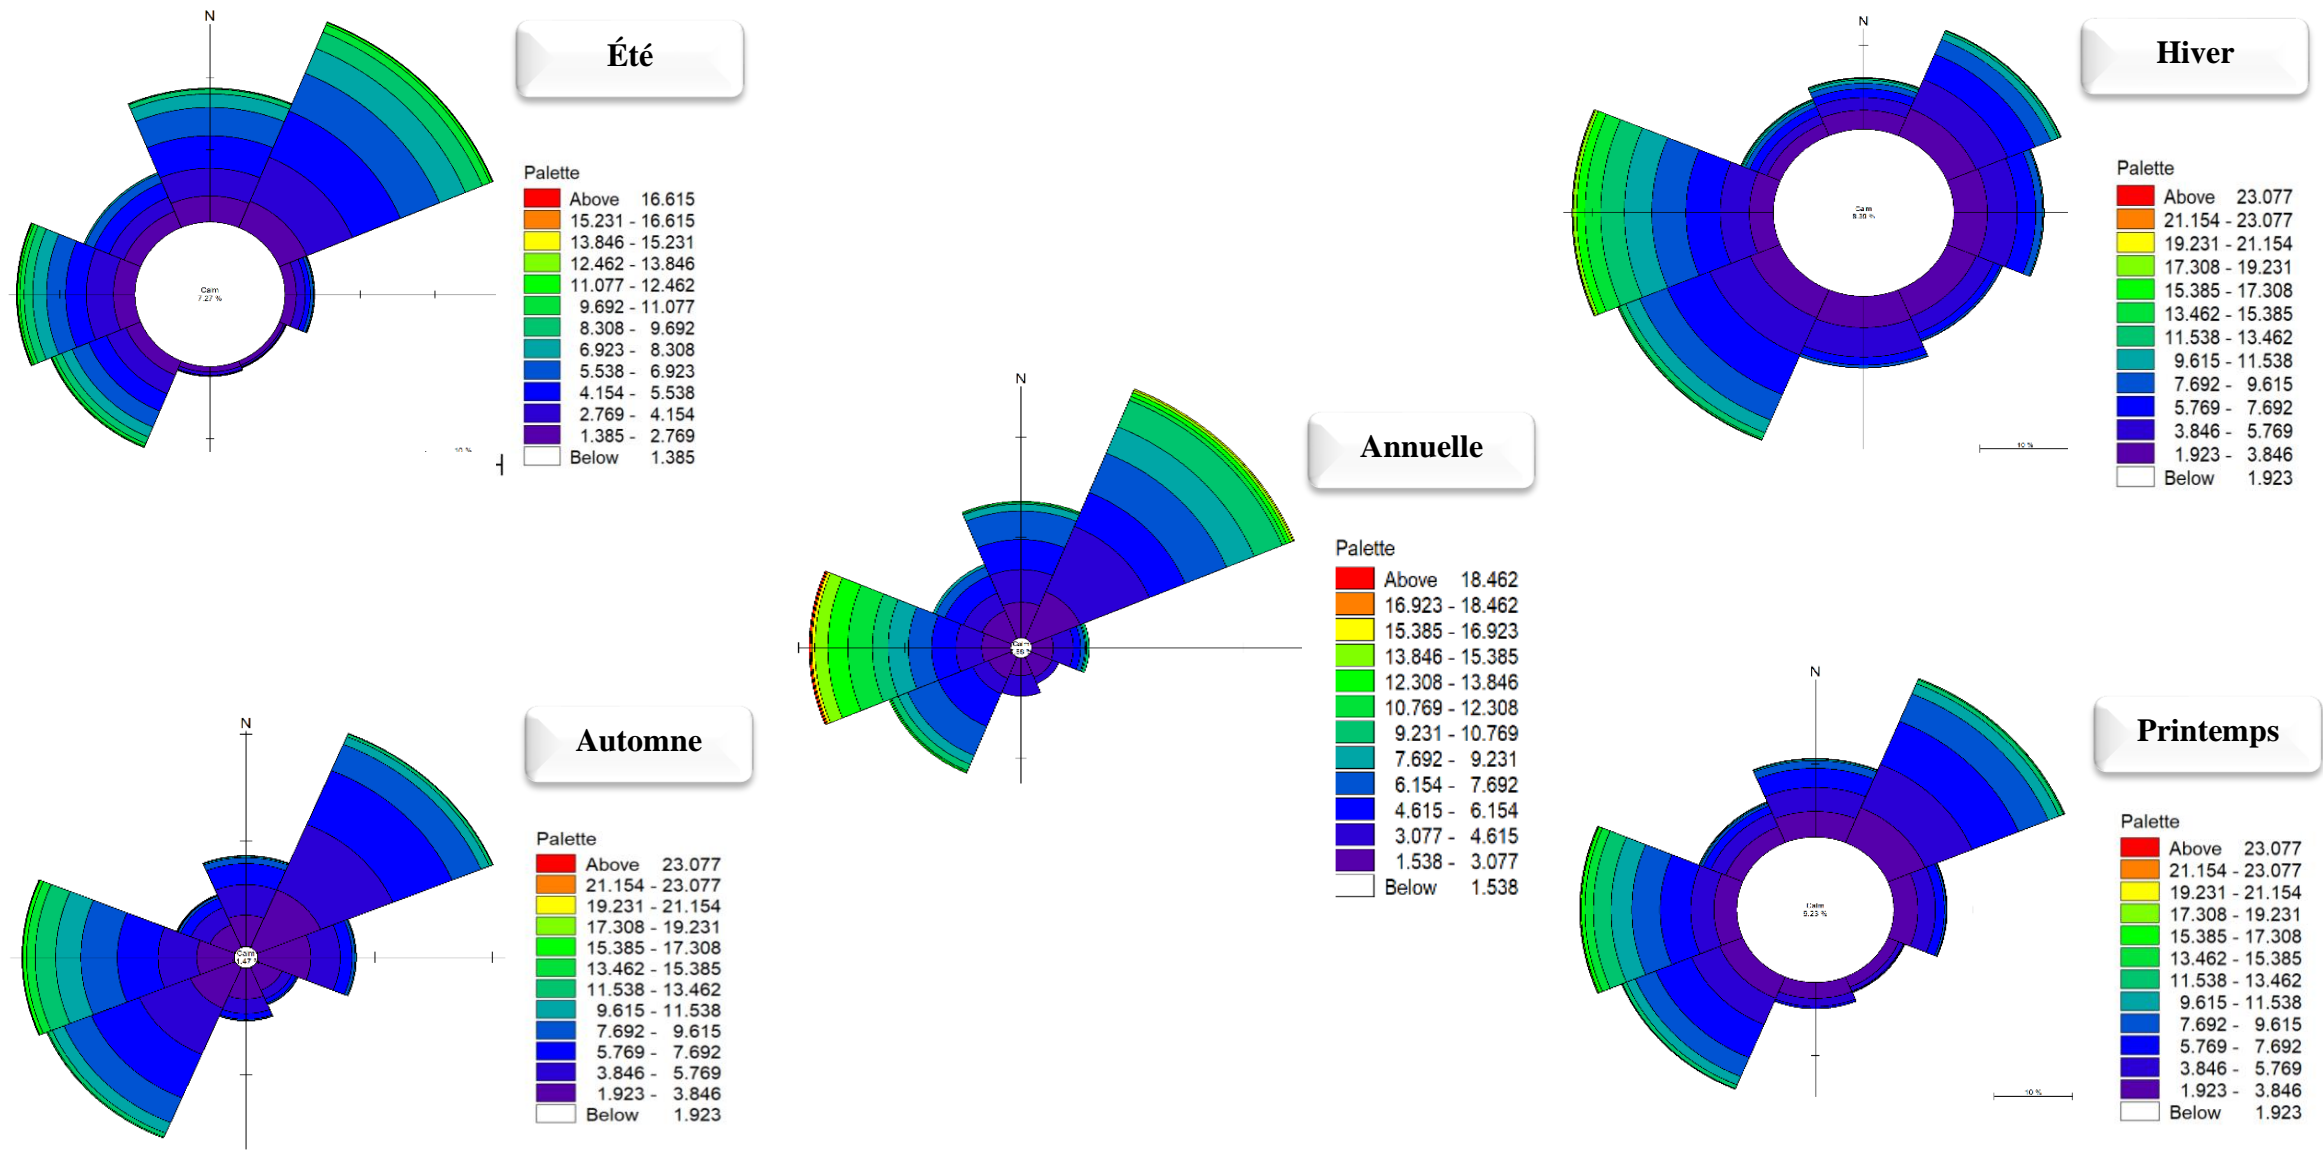 N
Été
Calm
7.27 %
10 %
Palette
Above 16.615
15.231 - 16.615
13.846 - 15.231
12.462 - 13.846
11.077 - 12.462
9.692 - 11.077
8.308 - 9.692
6.923 - 8.308
5.538 - 6.923
4.154 - 5.538
2.769 - 4.154
1.385 - 2.769
Below 1.385
N
Hiver
Calm
Palette
Above 23.077
21.154 - 23.077
19.231 - 21.154
17.308 - 19.231
15.385 - 17.308
13.462 - 15.385
11.538 - 13.462
9.615 - 11.538
7.692 - 9.615
5.769 - 7.692
3.846 - 5.769
1.923 - 3.846
Below 1.923
10 %
N
Annuelle
Calm
Palette
Above 18.462
16.923 - 18.462
15.385 - 16.923
13.846 - 15.385
12.308 - 13.846
10.769 - 12.308
9.231 - 10.769
7.692 - 9.231
6.154 - 7.692
4.615 - 6.154
3.077 - 4.615
1.538 - 3.077
Below 1.538
N
Automne
Calm
Palette
Above 23.077
21.154 - 23.077
19.231 - 21.154
17.308 - 19.231
15.385 - 17.308
13.462 - 15.385
11.538 - 13.462
9.615 - 11.538
7.692 - 9.615
5.769 - 7.692
3.846 - 5.769
1.923 - 3.846
Below 1.923
N
Printemps
Calm
Palette
Above 23.077
21.154 - 23.077
19.231 - 21.154
17.308 - 19.231
15.385 - 17.308
13.462 - 15.385
11.538 - 13.462
9.615 - 11.538
7.692 - 9.615
5.769 - 7.692
3.846 - 5.769
1.923 - 3.846
Below 1.923
10 %